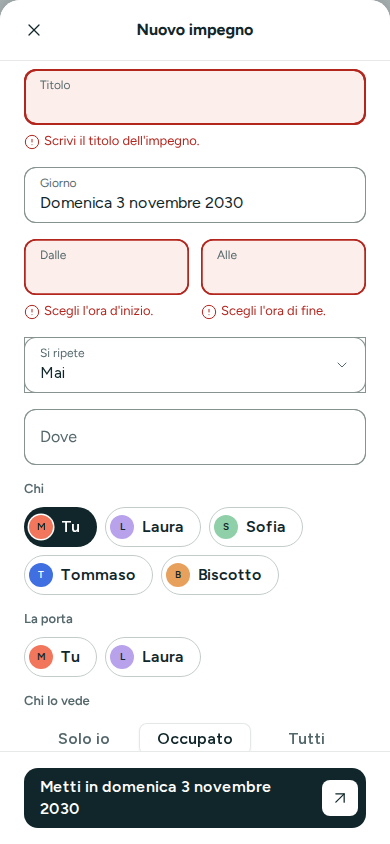 Nuovo impegno
Titolo
Scrivi il titolo dell'impegno.
Giorno
Domenica 3 novembre 2030
Dalle
Alle
Scegli l'ora d'inizio.
Scegli l'ora di fine.
Si ripete
Mai
Dove
Chi
M Tu
L Laura
S Sofia
T Tommaso
B Biscotto
La porta
M Tu
L Laura
Chi lo vede
Solo io
Occupato
Tutti
Metti in domenica 3 novembre
2030